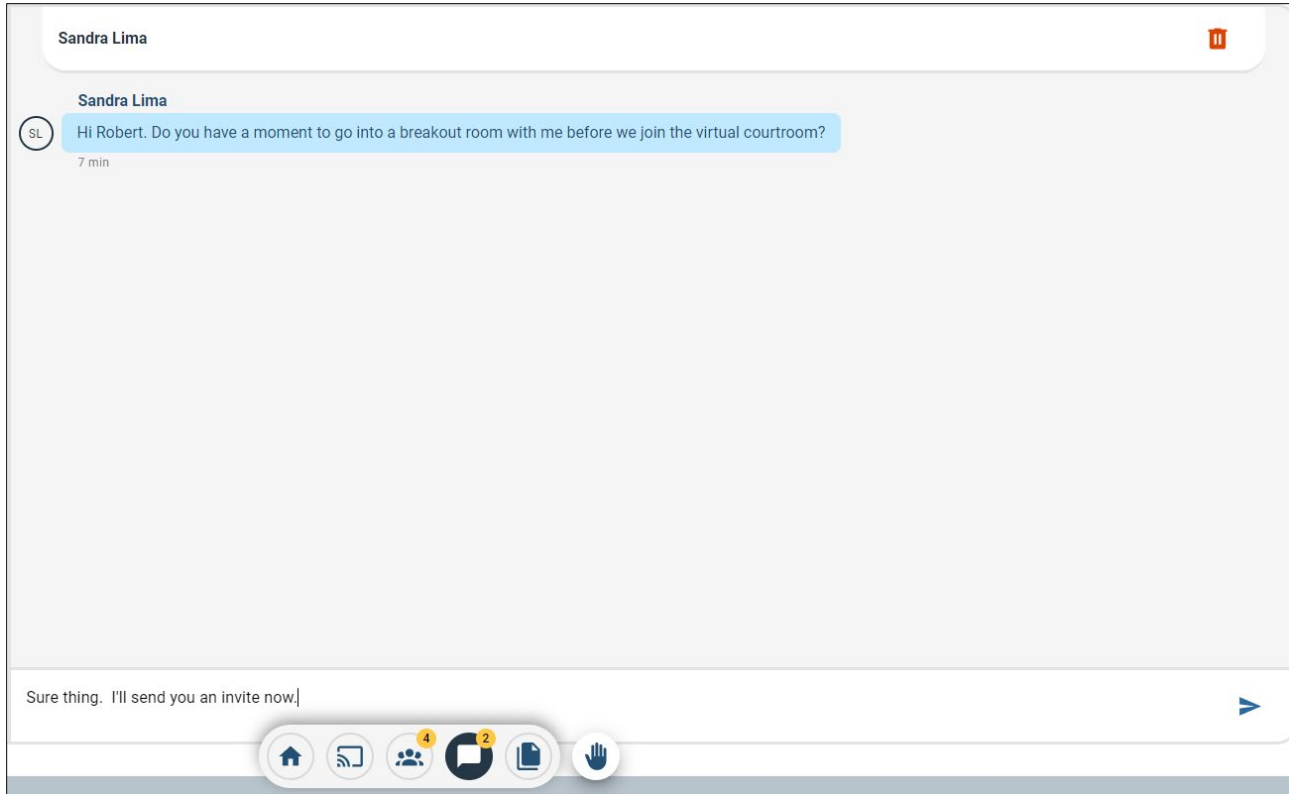 Sandra Lima
Sandra Lima
SL
Hi Robert. Do you have a moment to go into a breakout room with me before we join the virtual courtroom?
7 min
Sure thing.  I'll send you an invite now.
4
2